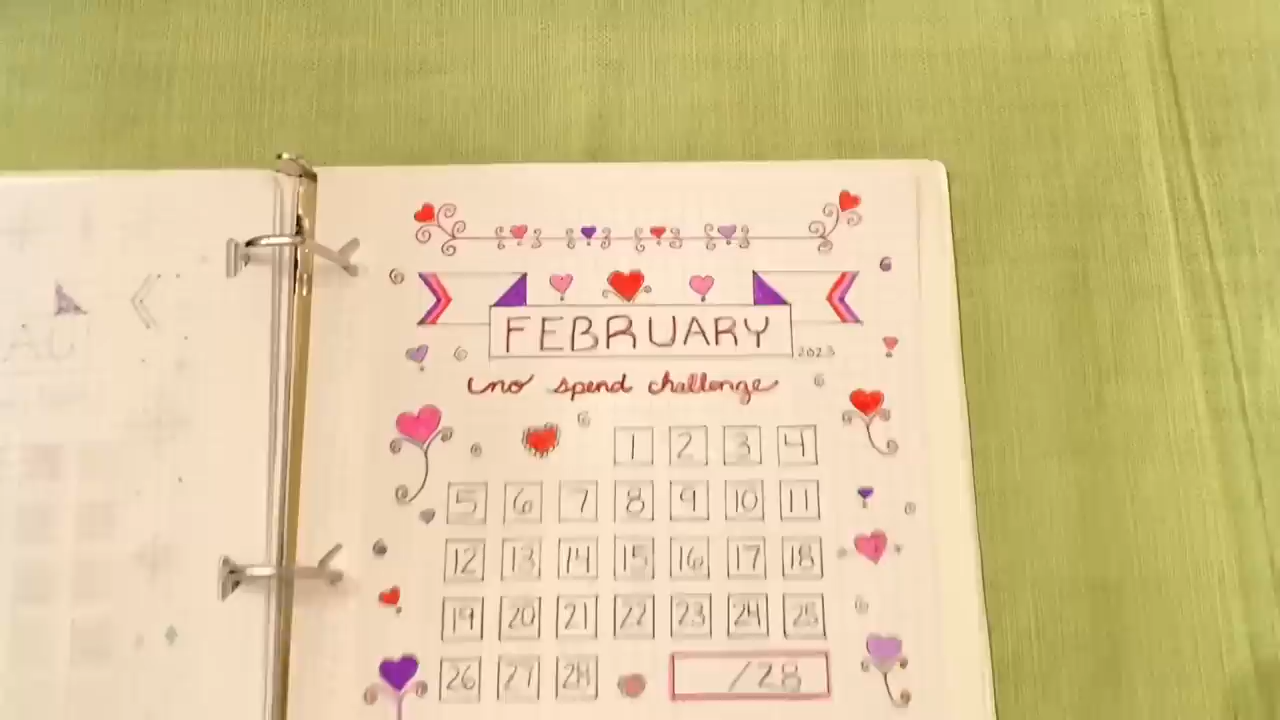 FEBRUARY
2023
no spend challenge
1 2 3 4
5 6 7 8 9 10 11
12 13 14 15 16 17 18
19 20 21 22 23 24 25
26 27 28 /28